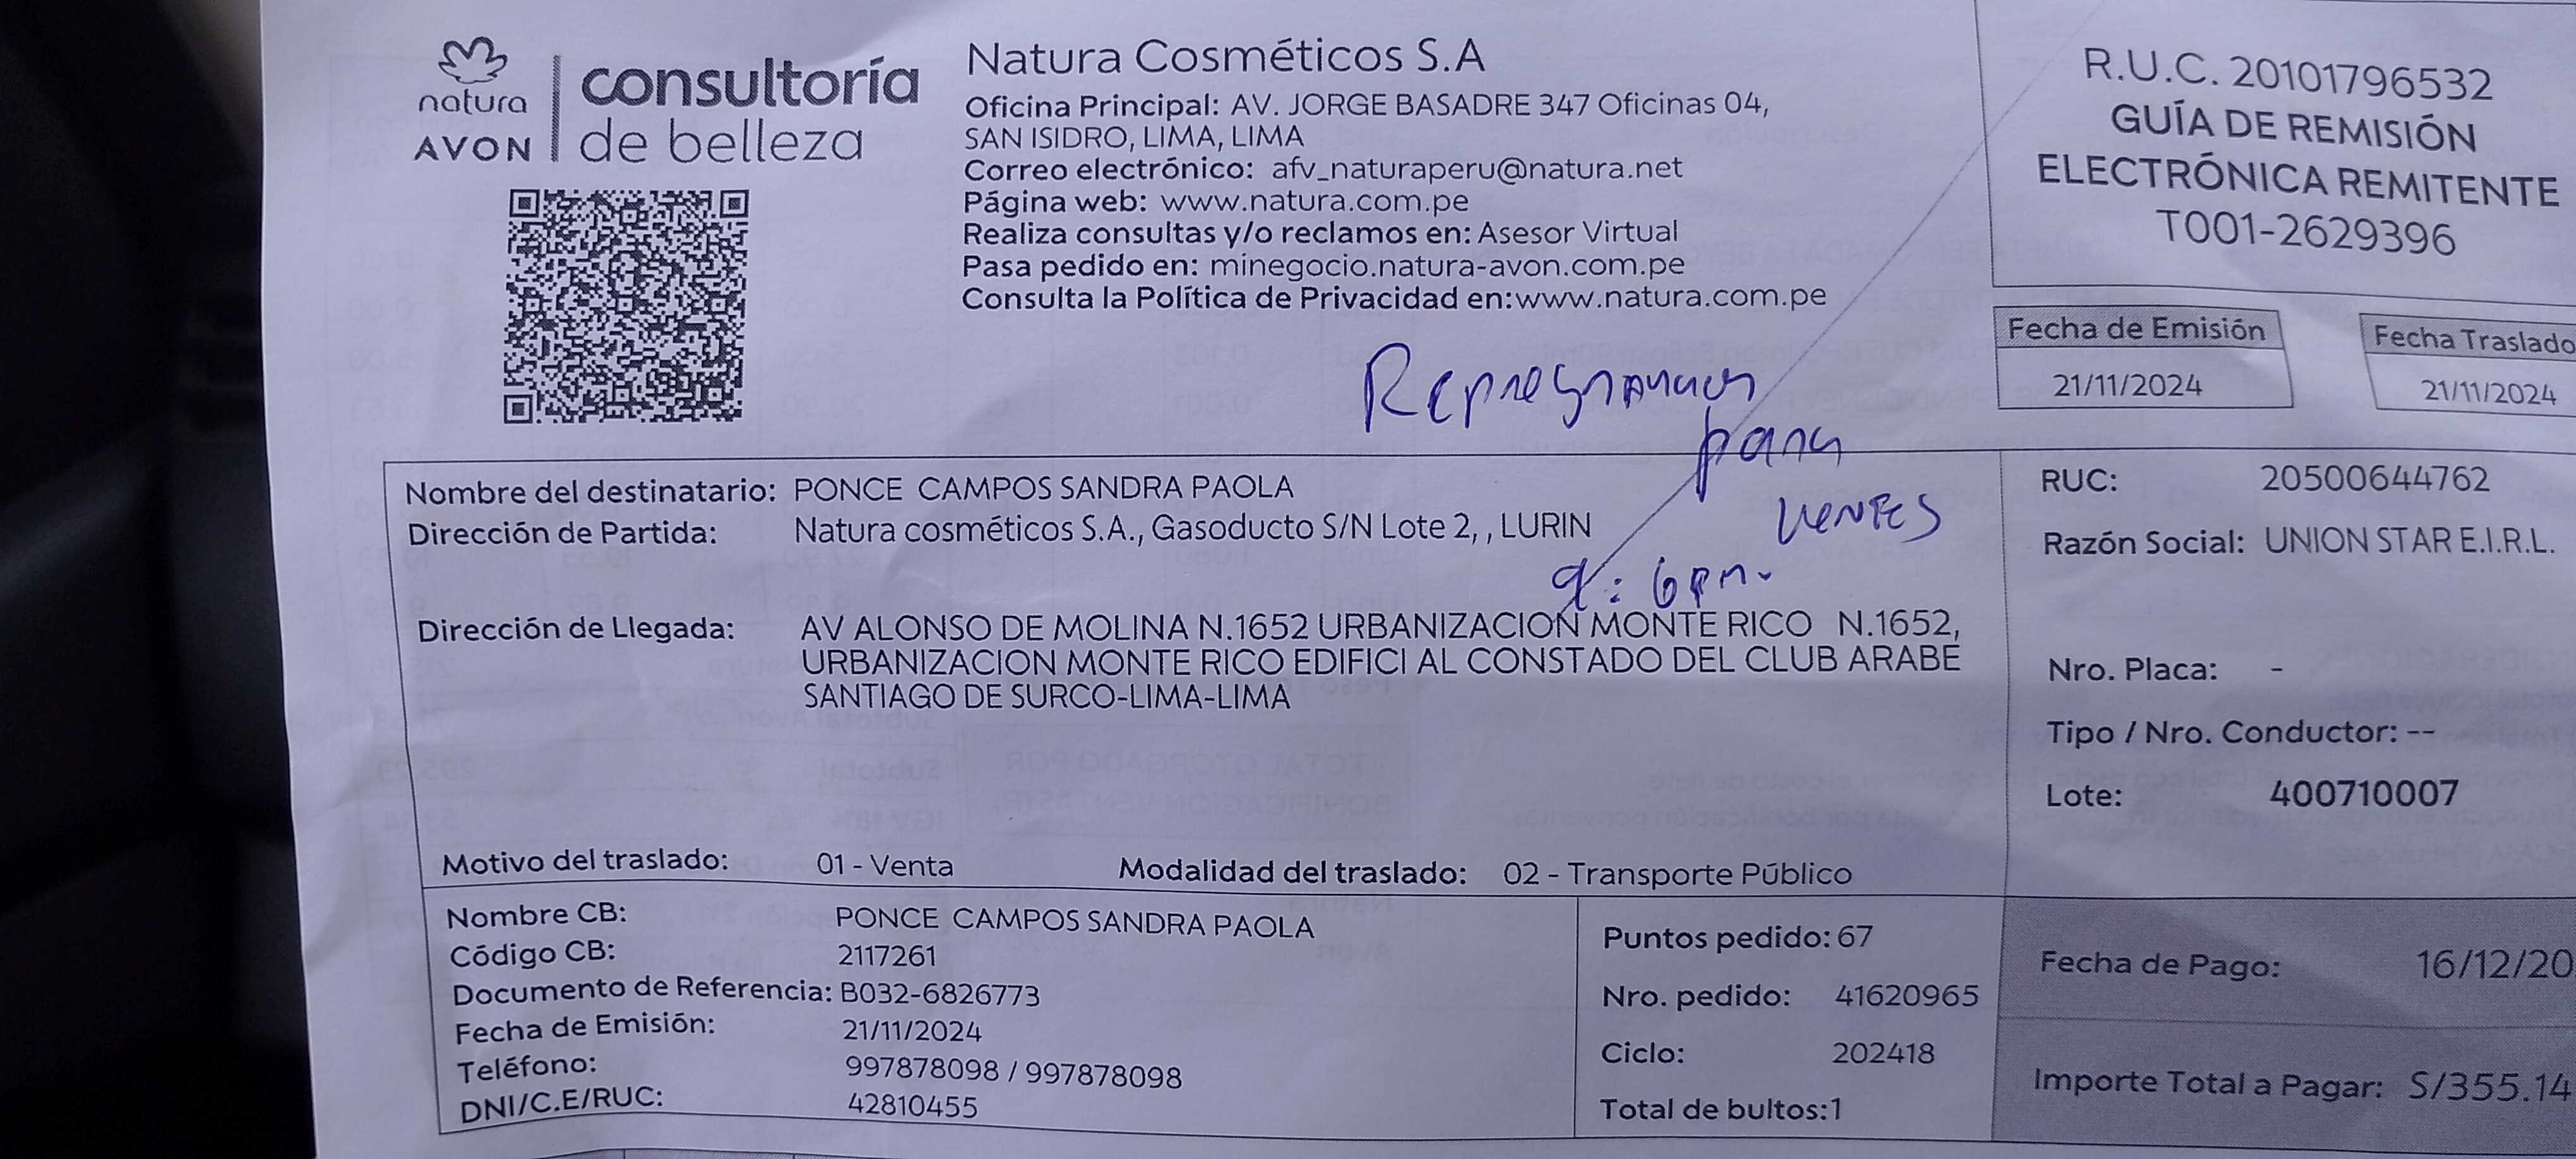 natura
AVON
consultoría
de belleza
Natura Cosméticos S.A
Oficina Principal: AV. JORGE BASADRE 347 Oficinas 04,
SAN ISIDRO, LIMA, LIMA
Correo electrónico: afv_naturaperu@natura.net
Página web: www.natura.com.pe
Realiza consultas y/o reclamos en: Asesor Virtual
Pasa pedido en: minegocio.natura-avon.com.pe
Consulta la Política de Privacidad en:www.natura.com.pe
R.U.C. 20101796532
GUÍA DE REMISIÓN
ELECTRÓNICA REMITENTE
T001-2629396
Fecha de Emisión
21/11/2024
Fecha Traslado
21/11/2024
para
: 6 pm.
Nombre del destinatario: PONCE CAMPOS SANDRA PAOLA
Dirección de Partida: Natura cosméticos S.A., Gasoducto S/N Lote 2, , LURIN
Dirección de Llegada: AV ALONSO DE MOLINA N.1652 URBANIZACION MONTE RICO N.1652,
URBANIZACION MONTE RICO EDIFICI AL CONSTADO DEL CLUB ARABE
SANTIAGO DE SURCO-LIMA-LIMA
Motivo del traslado: 01 - Venta Modalidad del traslado: 02 - Transporte Público
RUC: 20500644762
Razón Social: UNION STAR E.I.R.L.
Nro. Placa: -
Tipo / Nro. Conductor: --
Lote: 400710007
Nombre CB: PONCE CAMPOS SANDRA PAOLA
Código CB: 2117261
Documento de Referencia: B032-6826773
Fecha de Emisión: 21/11/2024
Teléfono: 997878098 / 997878098
DNI/C.E/RUC: 42810455
Puntos pedido: 67
Nro. pedido: 41620965
Ciclo: 202418
Total de bultos:1
Fecha de Pago: 16/12/20
Importe Total a Pagar: S/355.14